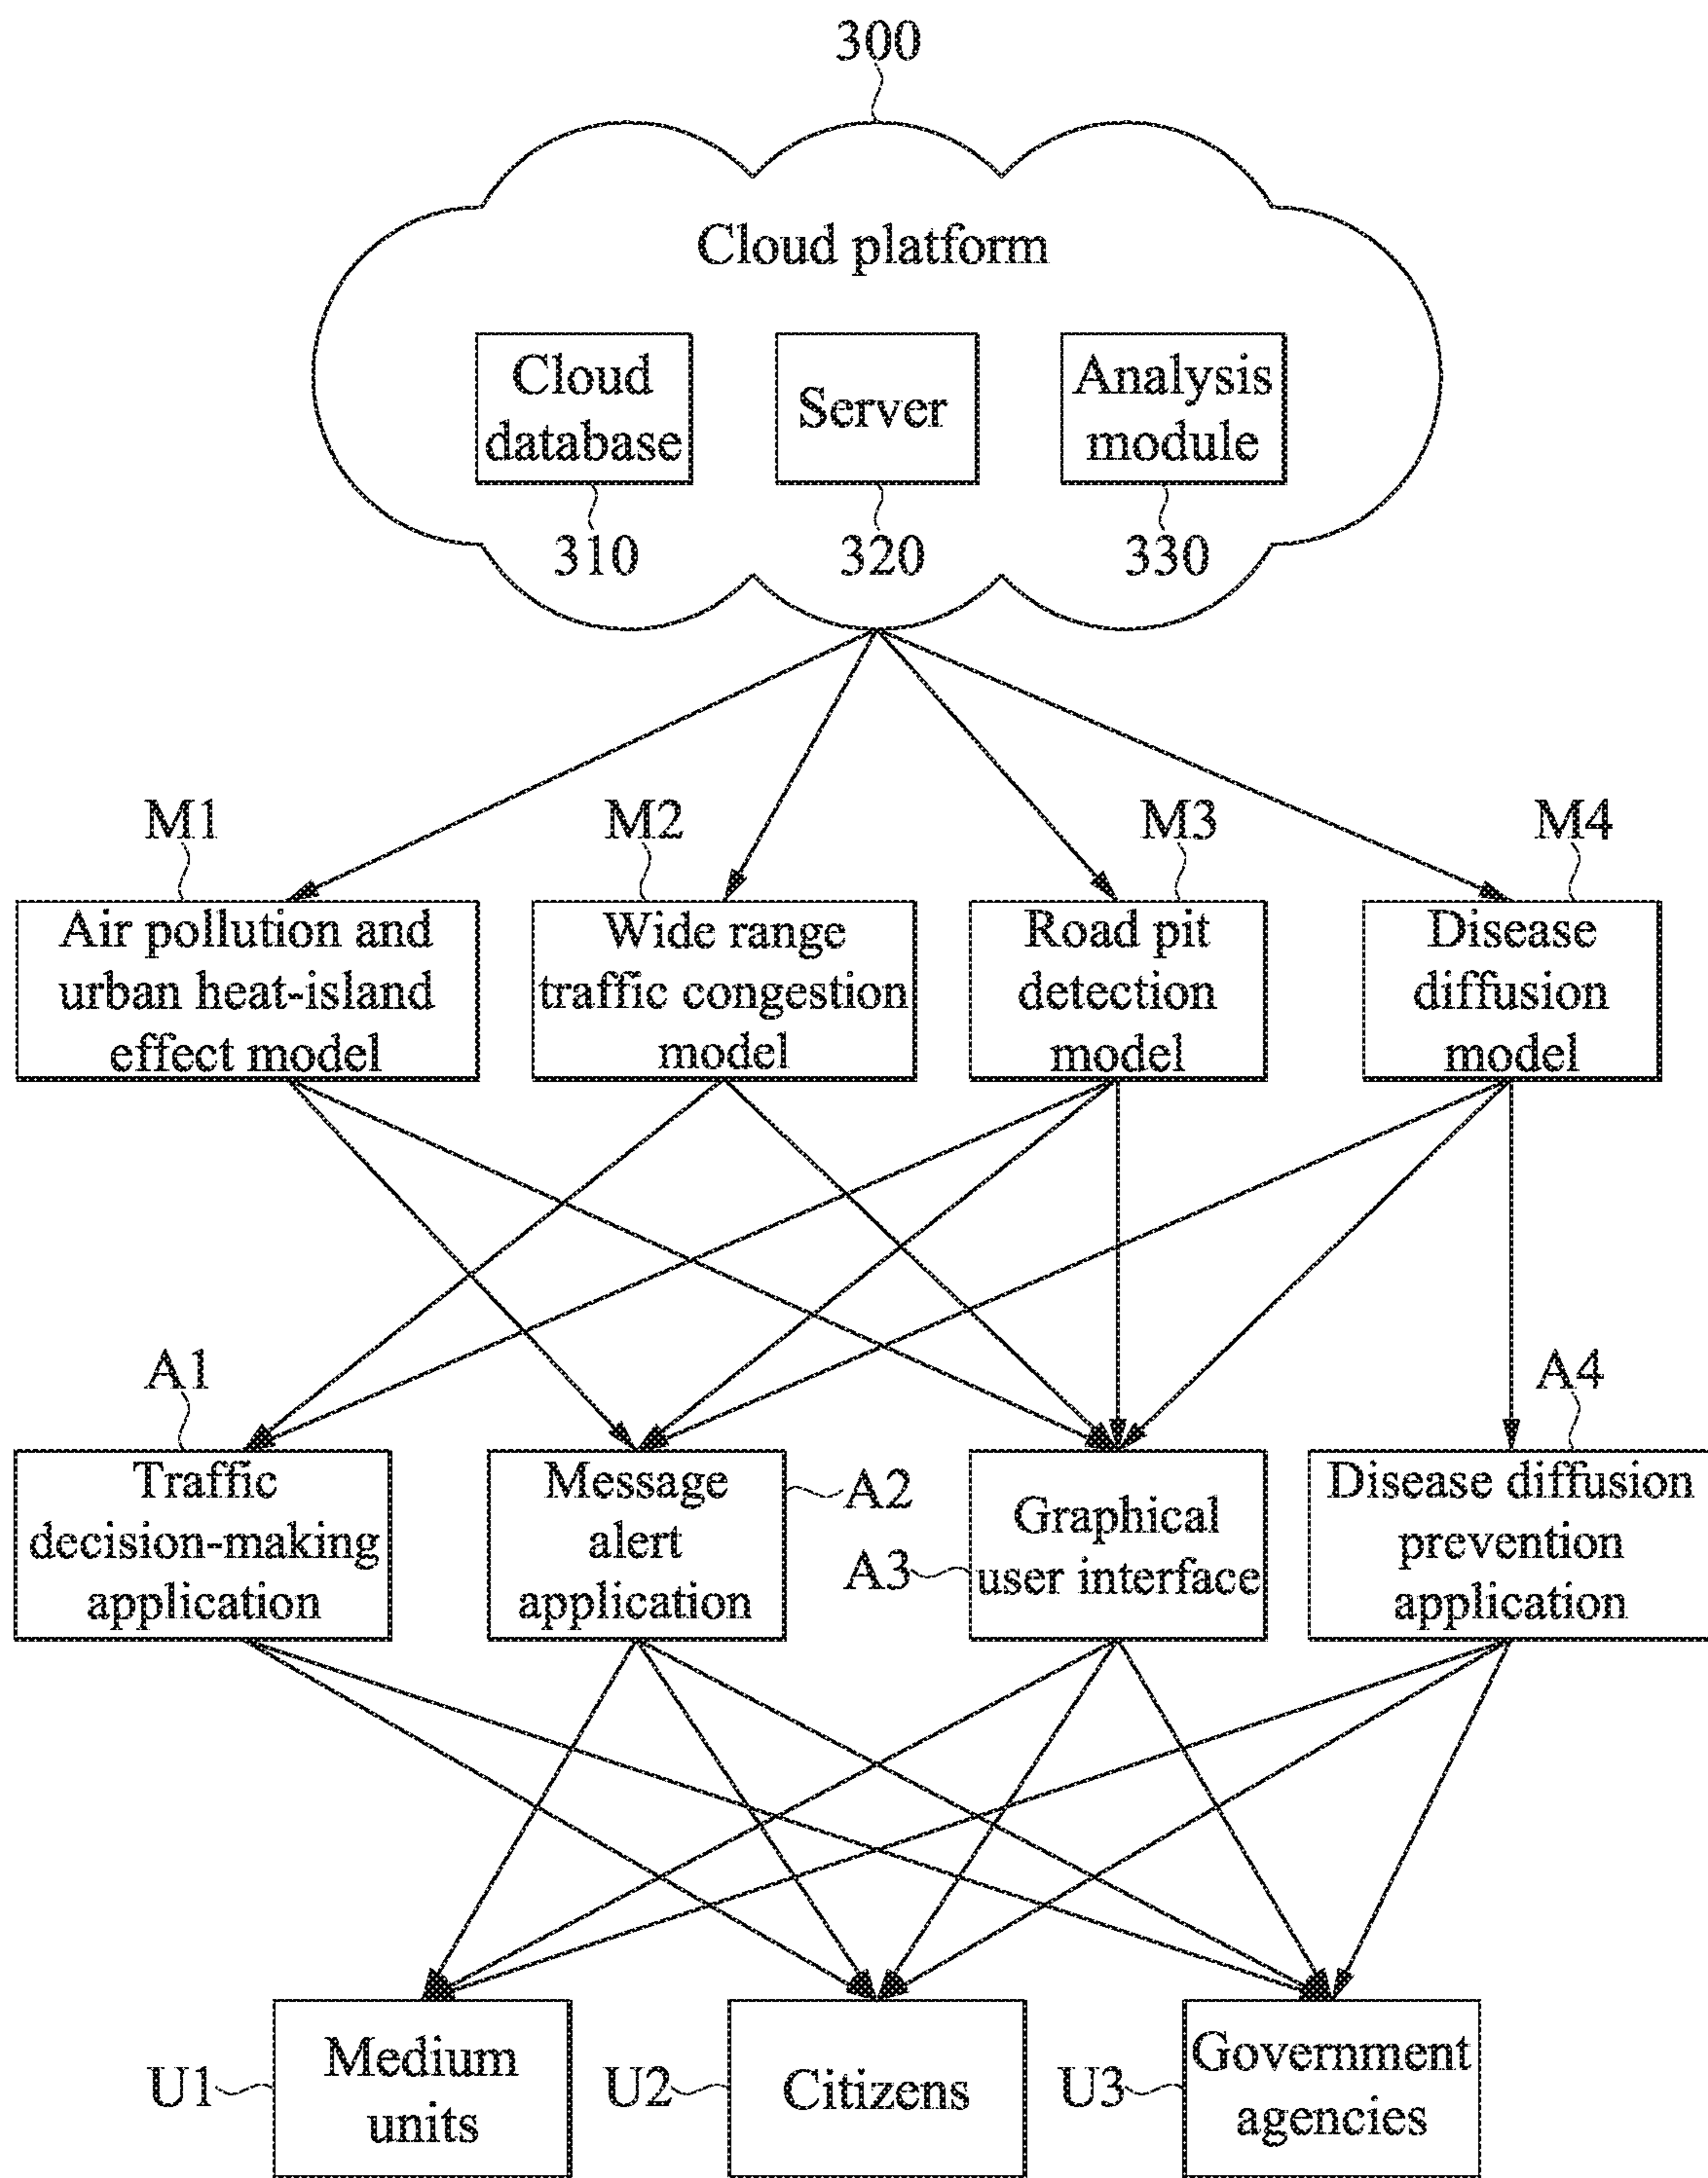 300
Cloud platform
Cloud
database
Server
Analysis
module
310
320
330
M1
M2
M3
M4
Air pollution and
urban heat-island
effect model
Wide range
traffic congestion
model
Road pit
detection
model
Disease
diffusion
model
A1
A4
Traffic
decision-making
application
Message
alert
application
A2
A3
Graphical
user interface
Disease diffusion
prevention
application
U1
Medium
units
U2
Citizens
U3
Government
agencies